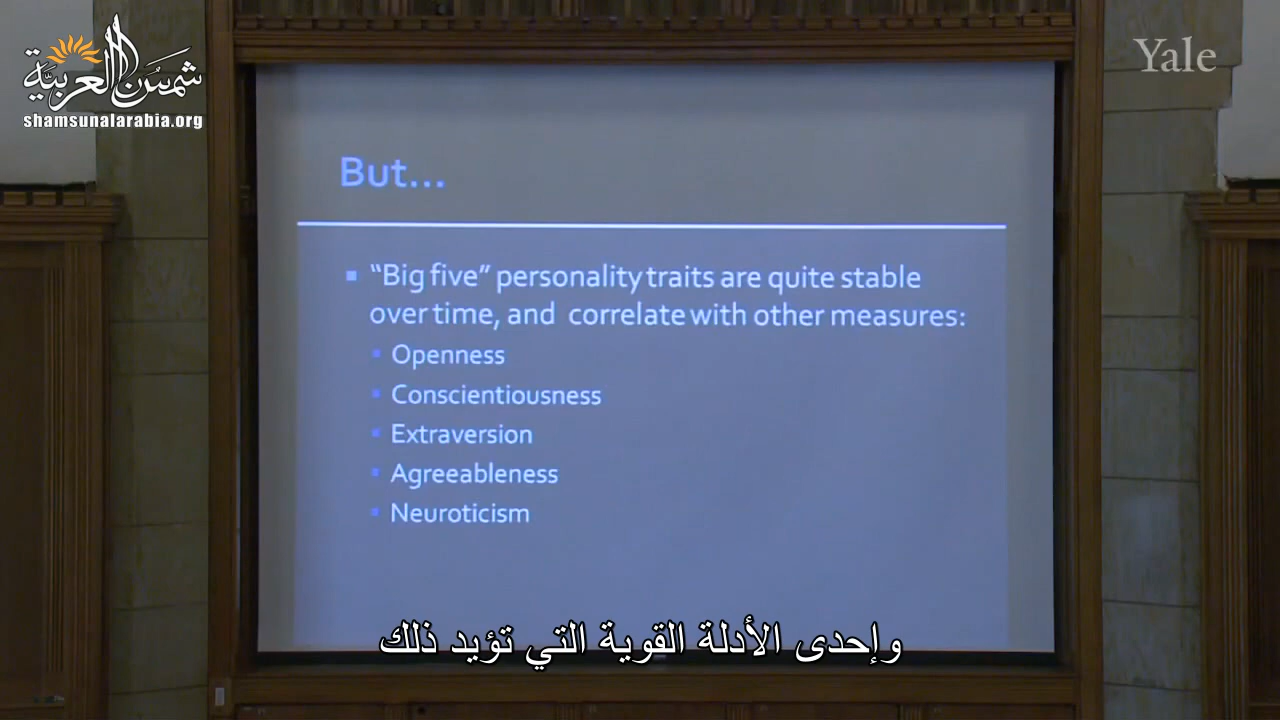 شمس العربية
shamsunalarabia.org
Yale
But...
▪ “Big five” personality traits are quite stable
over time, and correlate with other measures:
▪ Openness
▪ Conscientiousness
▪ Extraversion
▪ Agreeableness
▪ Neuroticism
وإحدى الأدلة القوية التي تؤيد ذلك